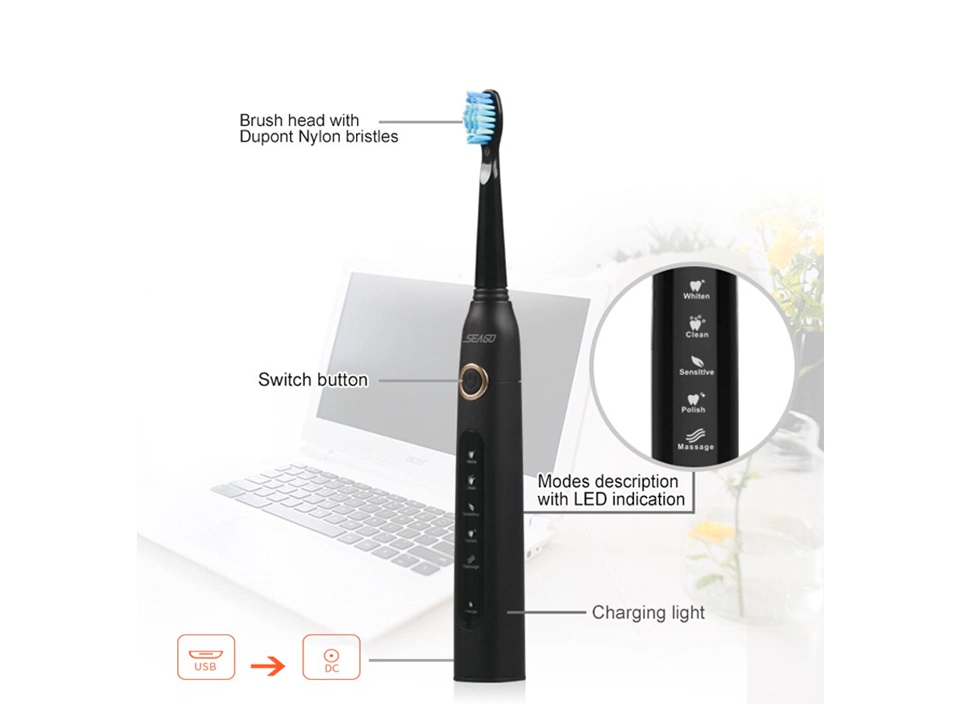 Brush head with
Dupont Nylon bristles
SEAGO
Switch button
Whiten
Clean
Sensitive
Polish
Massage
Modes description
with LED indication
Charging light
USB
DC